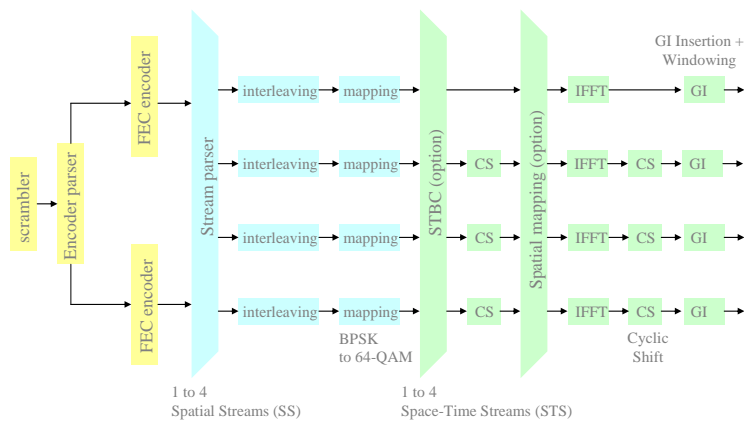 GI Insertion +
Windowing
scrambler
Encoder parser
FEC encoder
FEC encoder
Stream parser
interleaving
mapping
STBC (option)
Spatial mapping (option)
IFFT
GI
interleaving
mapping
CS
IFFT
CS
GI
interleaving
mapping
CS
IFFT
CS
GI
interleaving
mapping
CS
IFFT
CS
GI
BPSK
to 64-QAM
Cyclic
Shift
1 to 4
Spatial Streams (SS)
1 to 4
Space-Time Streams (STS)